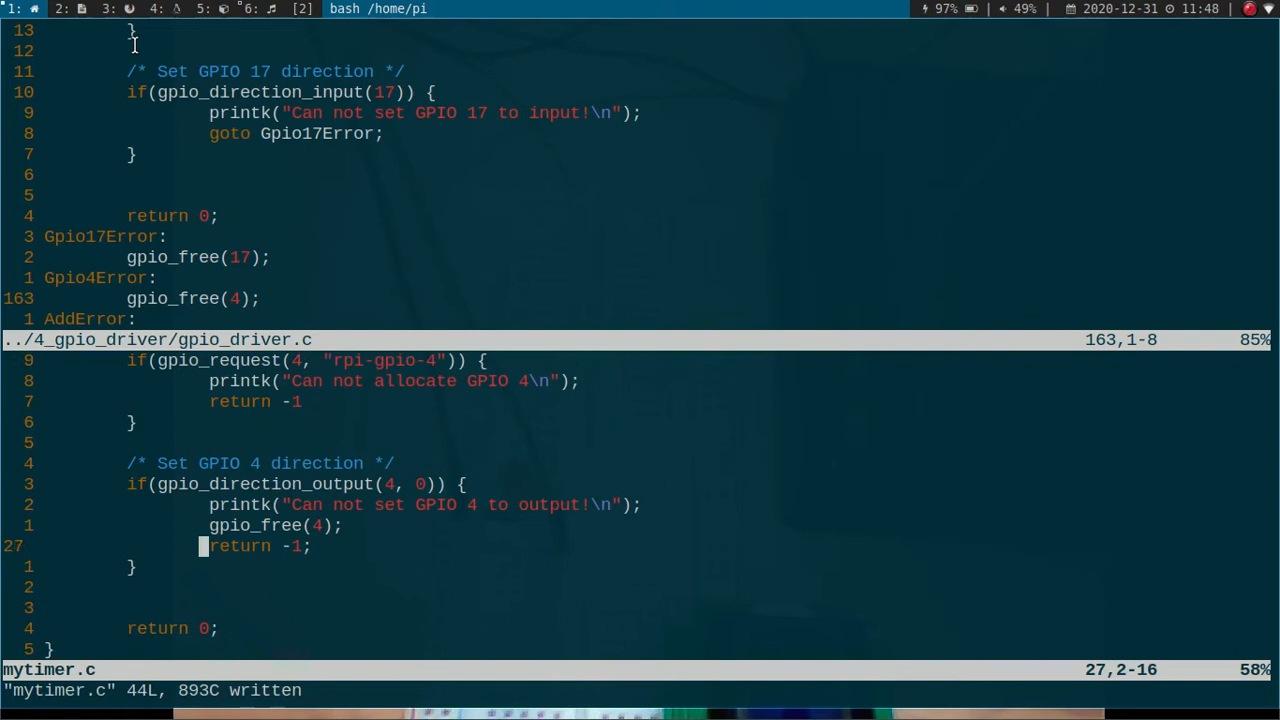 1: 2: 3: 4: 5: 6: [2] bash /home/pi 97% 49% 2020-12-31 11:48
13 }
12
11 /* Set GPIO 17 direction */
10 if(gpio_direction_input(17)) {
9 printk("Can not set GPIO 17 to input!\n");
8 goto Gpio17Error;
7 }
6
5
4 return 0;
3 Gpio17Error:
2 gpio_free(17);
1 Gpio4Error:
163 gpio_free(4);
1 AddError:
../4_gpio_driver/gpio_driver.c 163,1-8 85%
9 if(gpio_request(4, "rpi-gpio-4")) {
8 printk("Can not allocate GPIO 4\n");
7 return -1
6 }
5
4 /* Set GPIO 4 direction */
3 if(gpio_direction_output(4, 0)) {
2 printk("Can not set GPIO 4 to output!\n");
1 gpio_free(4);
27 return -1;
1 }
2
3
4 return 0;
5 }
mytimer.c 27,2-16 58%
"mytimer.c" 44L, 893C written